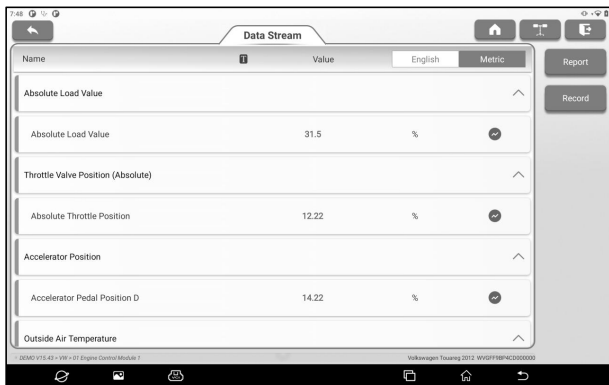 7:48
Data Stream
Name Value English Metric
Report
Absolute Load Value
Record
Absolute Load Value 31.5 %
Throttle Valve Position (Absolute)
Absolute Throttle Position 12.22 %
Accelerator Position
Accelerator Pedal Position D 14.22 %
Outside Air Temperature
DEMO V15.43 > VW > 01 Engine Control Module 1 Volkswagen Touareg 2012 WVGFF9BP4CD000000